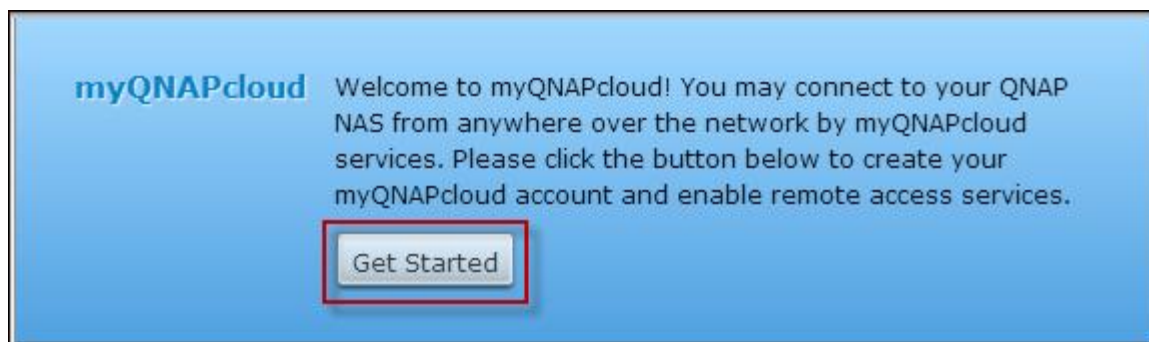 myQNAPcloud
Welcome to myQNAPcloud! You may connect to your QNAP
NAS from anywhere over the network by myQNAPcloud
services. Please click the button below to create your
myQNAPcloud account and enable remote access services.
Get Started